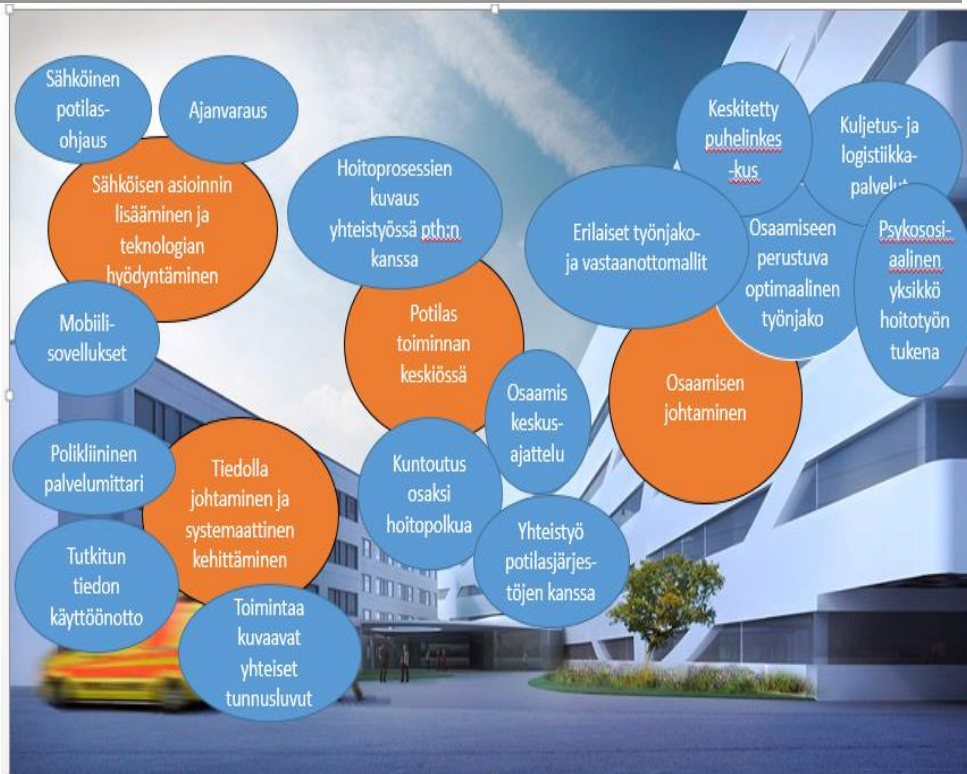 Sähköinen
potilas-
ohjaus
Ajanvaraus
Sähköisen asioinnin
lisääminen ja
teknologian
hyödyntäminen
Mobiili-
sovellukset
Hoitoprosessien
kuvaus
yhteistyössä pth:n
kanssa
Potilas
toiminnan
keskiössä
Osaamis
keskus-
ajattelu
Kuntoutus
osaksi
hoitopolkua
Yhteistyö
potilasjärjes-
töjen kanssa
Keskitetty
puhelinkes
-kus
Kuljetus- ja
logistiikka-
palvelut
Erilaiset työnjako-
ja vastaanottomallit
Osaamiseen
perustuva
optimaalinen
työnjako
Psykososi-
aalinen
yksikkö
hoitotyön
tukena
Osaamisen
johtaminen
Polikliininen
palvelumittari
Tiedolla
johtaminen ja
systemaattinen
kehittäminen
Tutkitun
tiedon
käyttöönotto
Toimintaa
kuvaavat
yhteiset
tunnusluvut